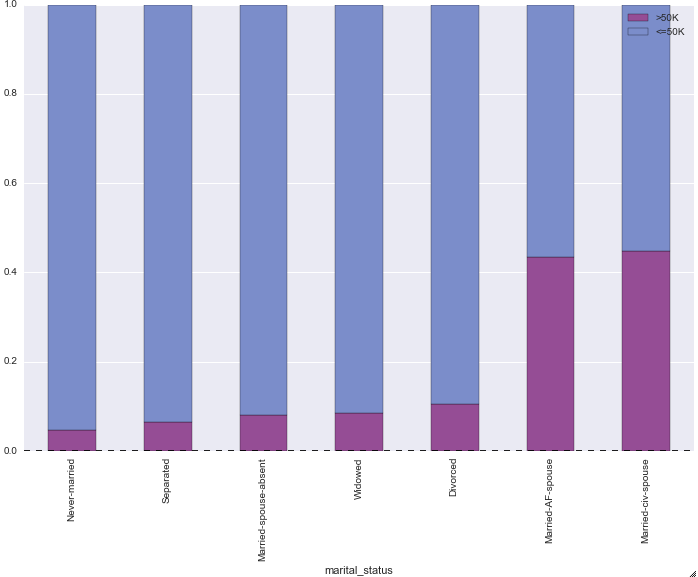 1.0
>50K
<=50K
0.8
0.6
0.4
0.2
0.0
Never-married
Separated
Married-spouse-absent
Widowed
Divorced
Married-AF-spouse
Married-civ-spouse
marital_status